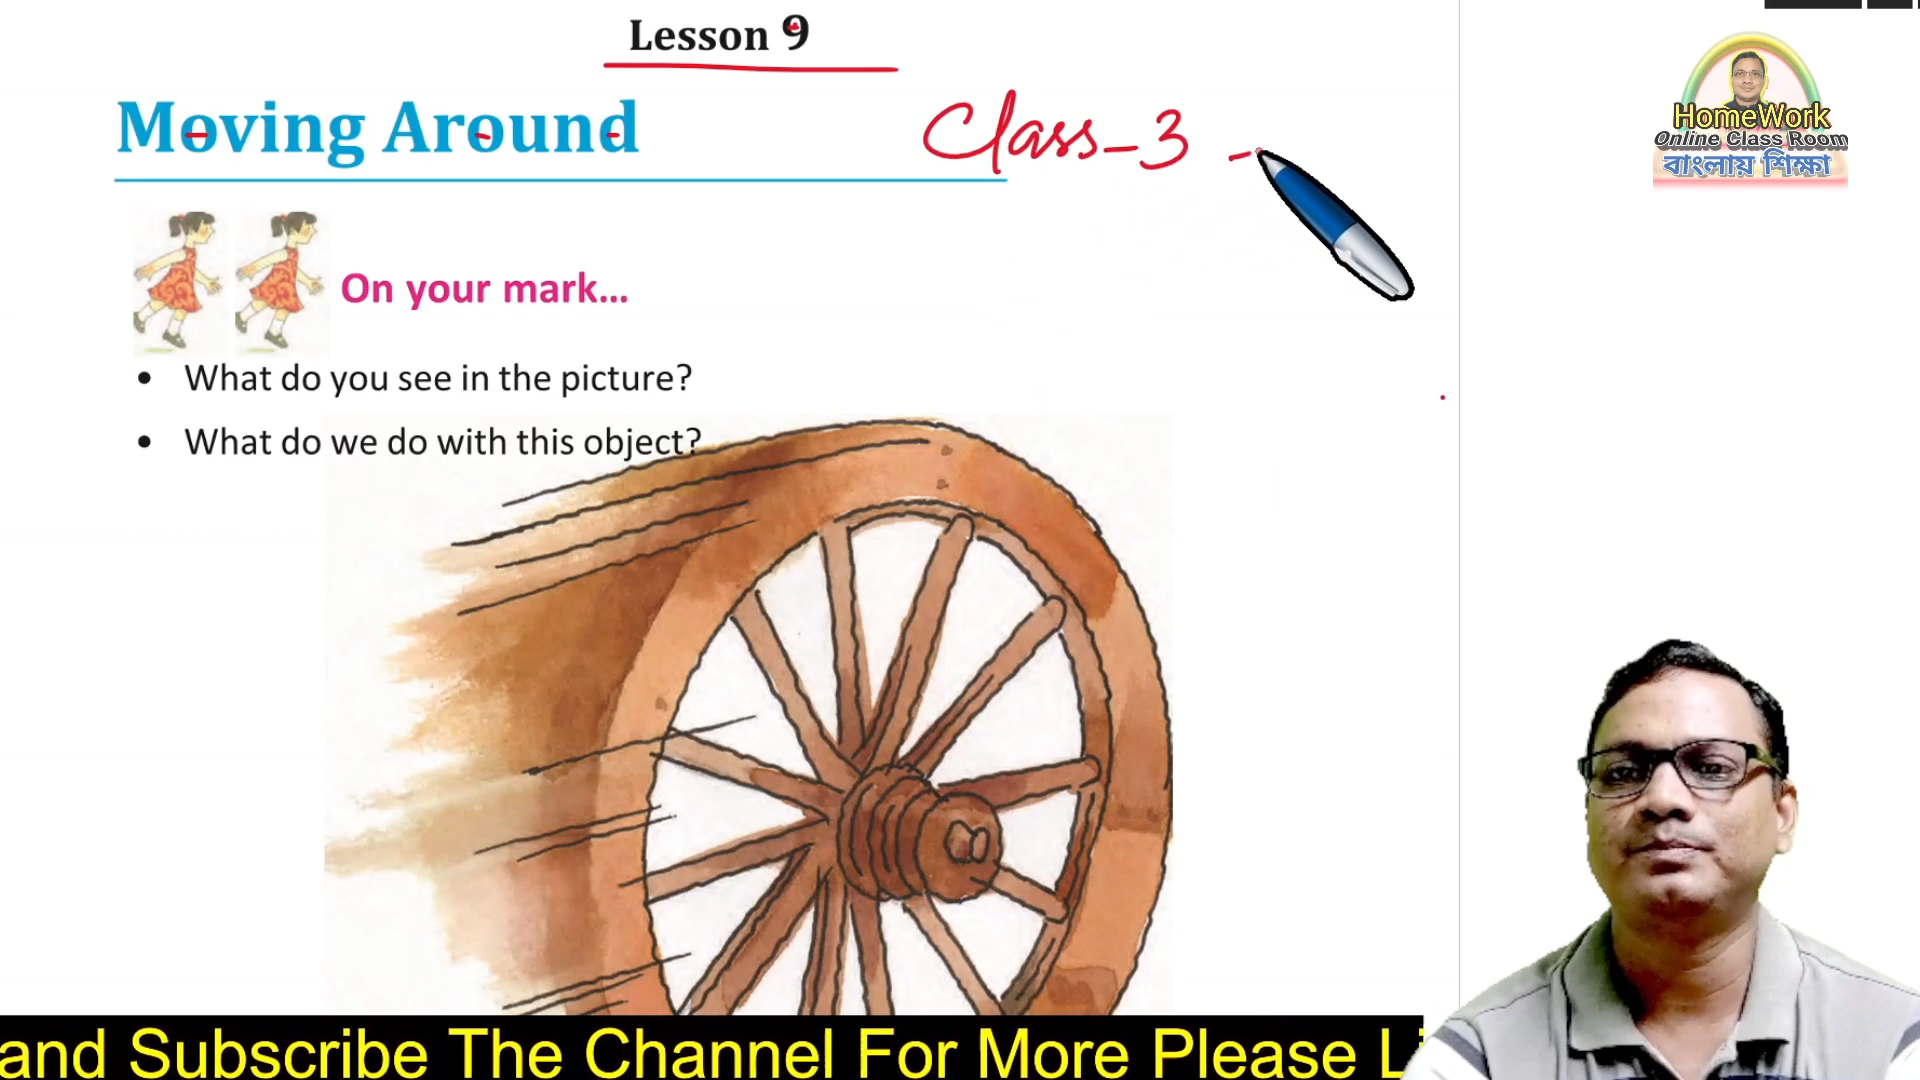 Lesson 9
Moving Around
Class-3 -
HomeWork
Online Class Room
বাংলায় শিক্ষা
On your mark...
• What do you see in the picture?
• What do we do with this object?
and Subscribe The Channel For More Please Li